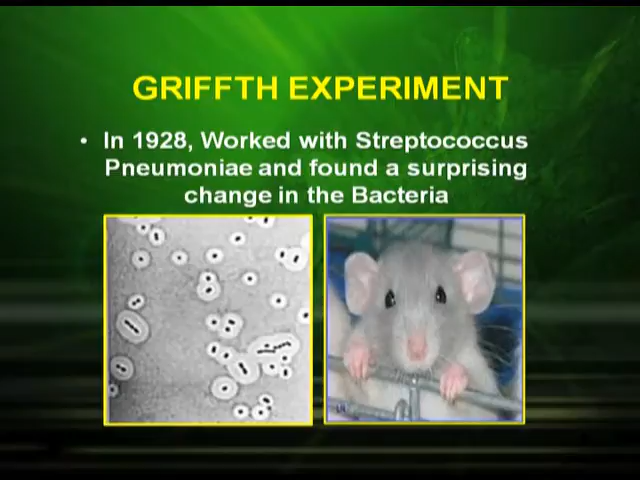 GRIFFTH EXPERIMENT
• In 1928, Worked with Streptococcus
Pneumoniae and found a surprising
change in the Bacteria